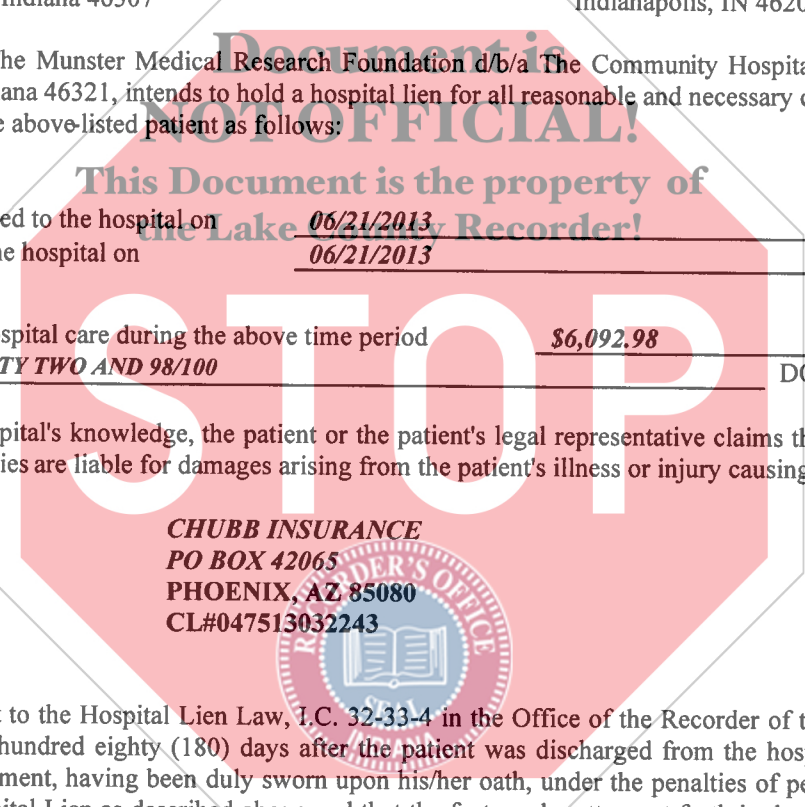 Indianapolis, IN 4620
Document is
he Munster Medical Research Foundation d/b/a The Community Hospita
iana 46321, intends to hold a hospital lien for all reasonable and necessary
e above-listed patient as follows:
NOT OFFICIAL!
This Document is the property of
the Lake County Recorder!
ed to the hospital on 06/21/2013
e hospital on 06/21/2013
spital care during the above time period $6,092.98
TY TWO AND 98/100 DO
STOP
pital's knowledge, the patient or the patient's legal representative claims th
ies are liable for damages arising from the patient's illness or injury causing
CHUBB INSURANCE
PO BOX 42065
PHOENIX, AZ 85080
CL#047513032243
RECORDER'S OFFICE
SEAL
INDIANA
t to the Hospital Lien Law, I.C. 32-33-4 in the Office of the Recorder of t
hundred eighty (180) days after the patient was discharged from the hosp
ment, having been duly sworn upon his/her oath, under the penalties of pe